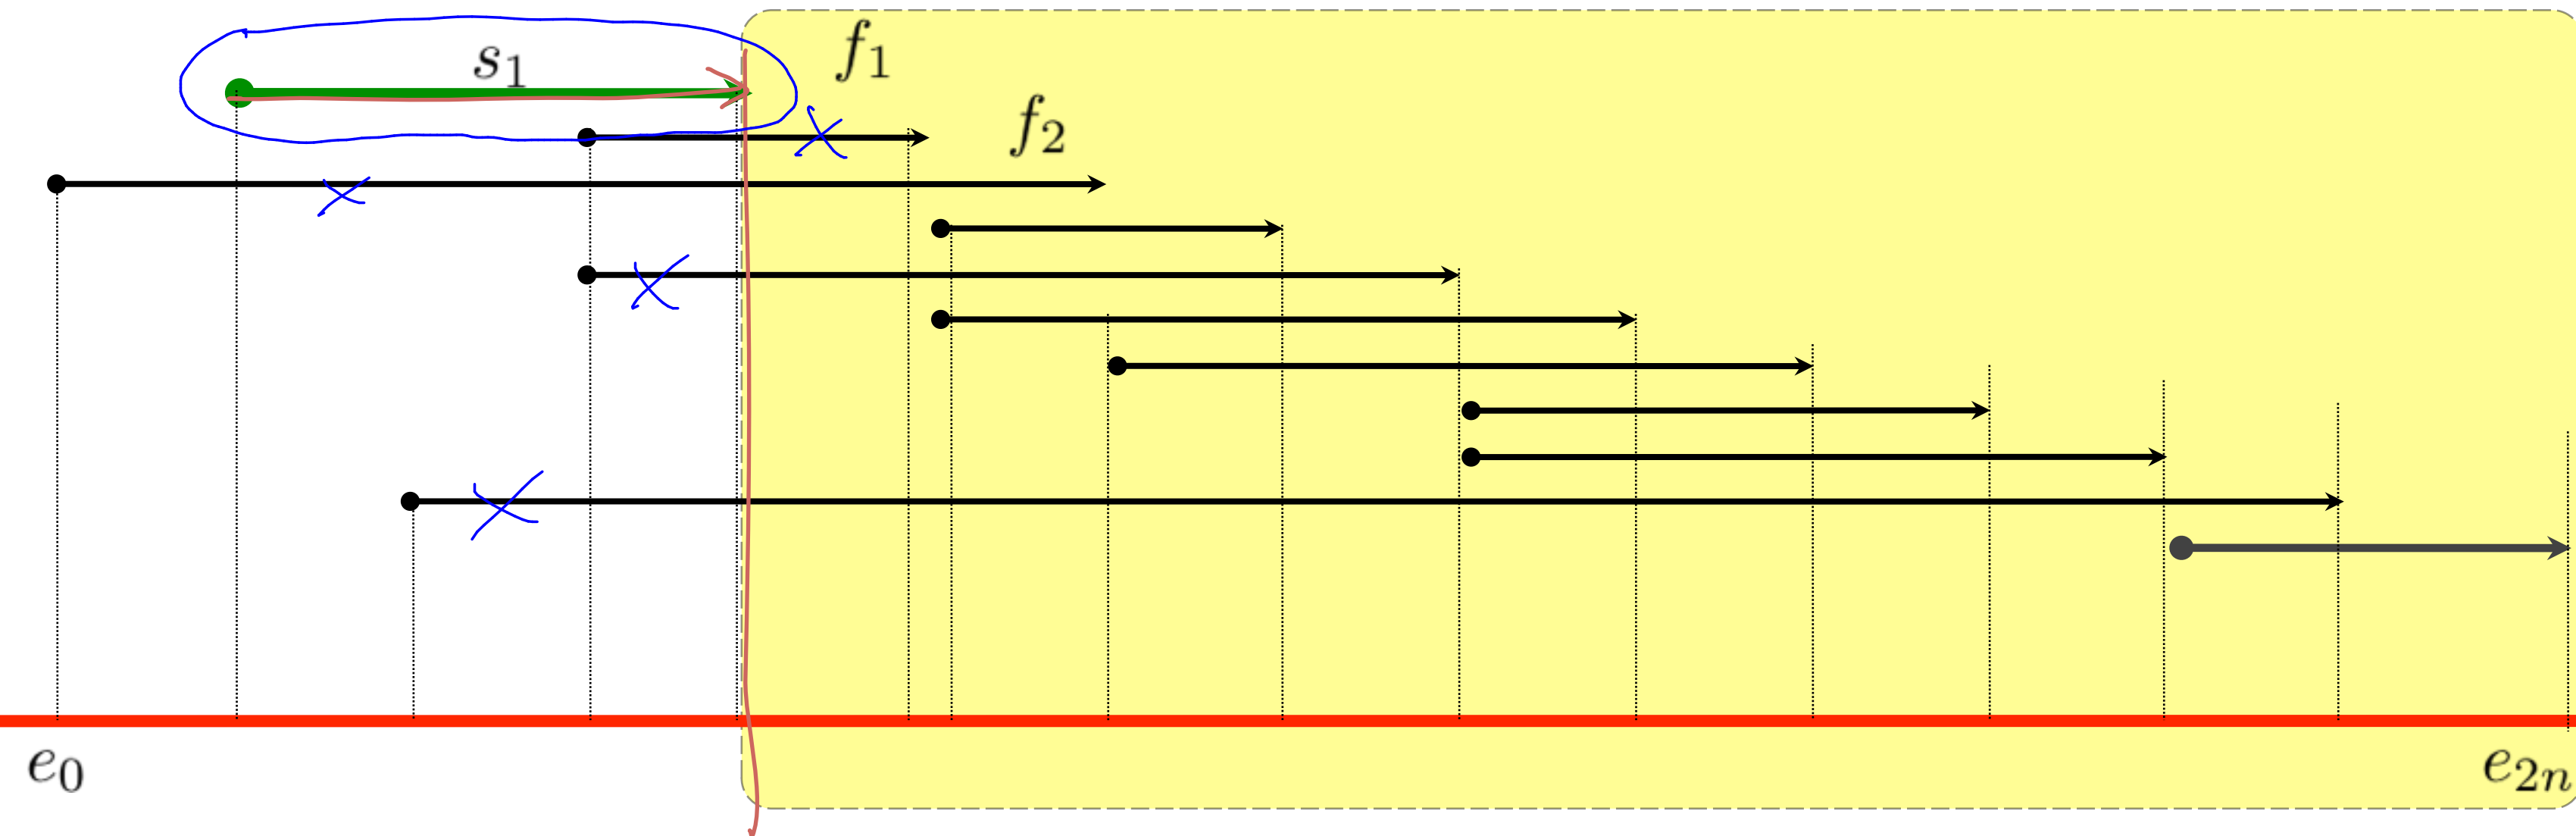 s₁
f₁
f₂
e₀ e₂ₙ